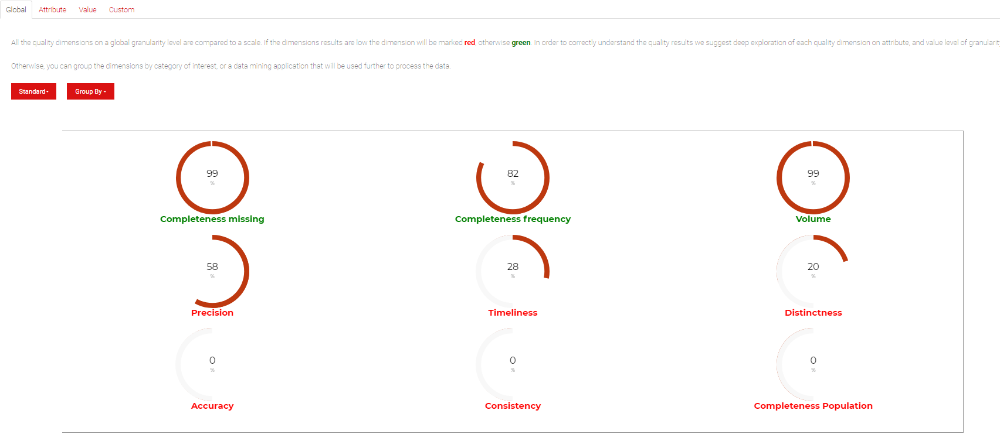 Global Attribute Value Custom
All the quality dimensions on a global granularity level are compared to a scale. If the dimensions results are low the dimension will be marked red, otherwise green. In order to correctly understand the quality results we suggest deep exploration of each quality dimension on attribute, and value level of granularity
Otherwise, you can group the dimensions by category of interest, or a data mining application that will be used further to process the data.
Standard Group By
99 82 99
% % %
Completeness missing Completeness frequency Volume
58 28 20
% % %
Precision Timeliness Distinctness
0 0 0
% % %
Accuracy Consistency Completeness Population